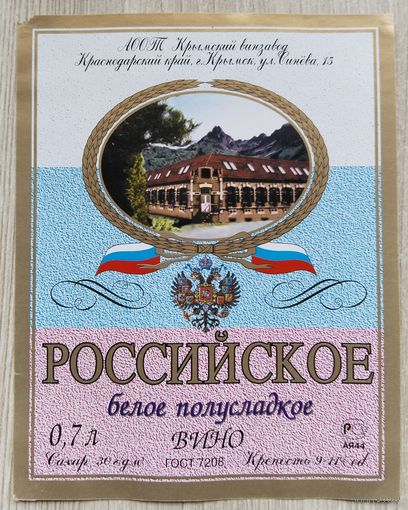 АООТ Крымский винзавод
Краснодарский край, г. Крымск, ул. Синёва, 15
РОССИЙСКОЕ
белое полусладкое
0,7 л ВИНО Р
АЯ44
Сахар 30 г/дм³ ГОСТ 7208 Крепость 9-11% об